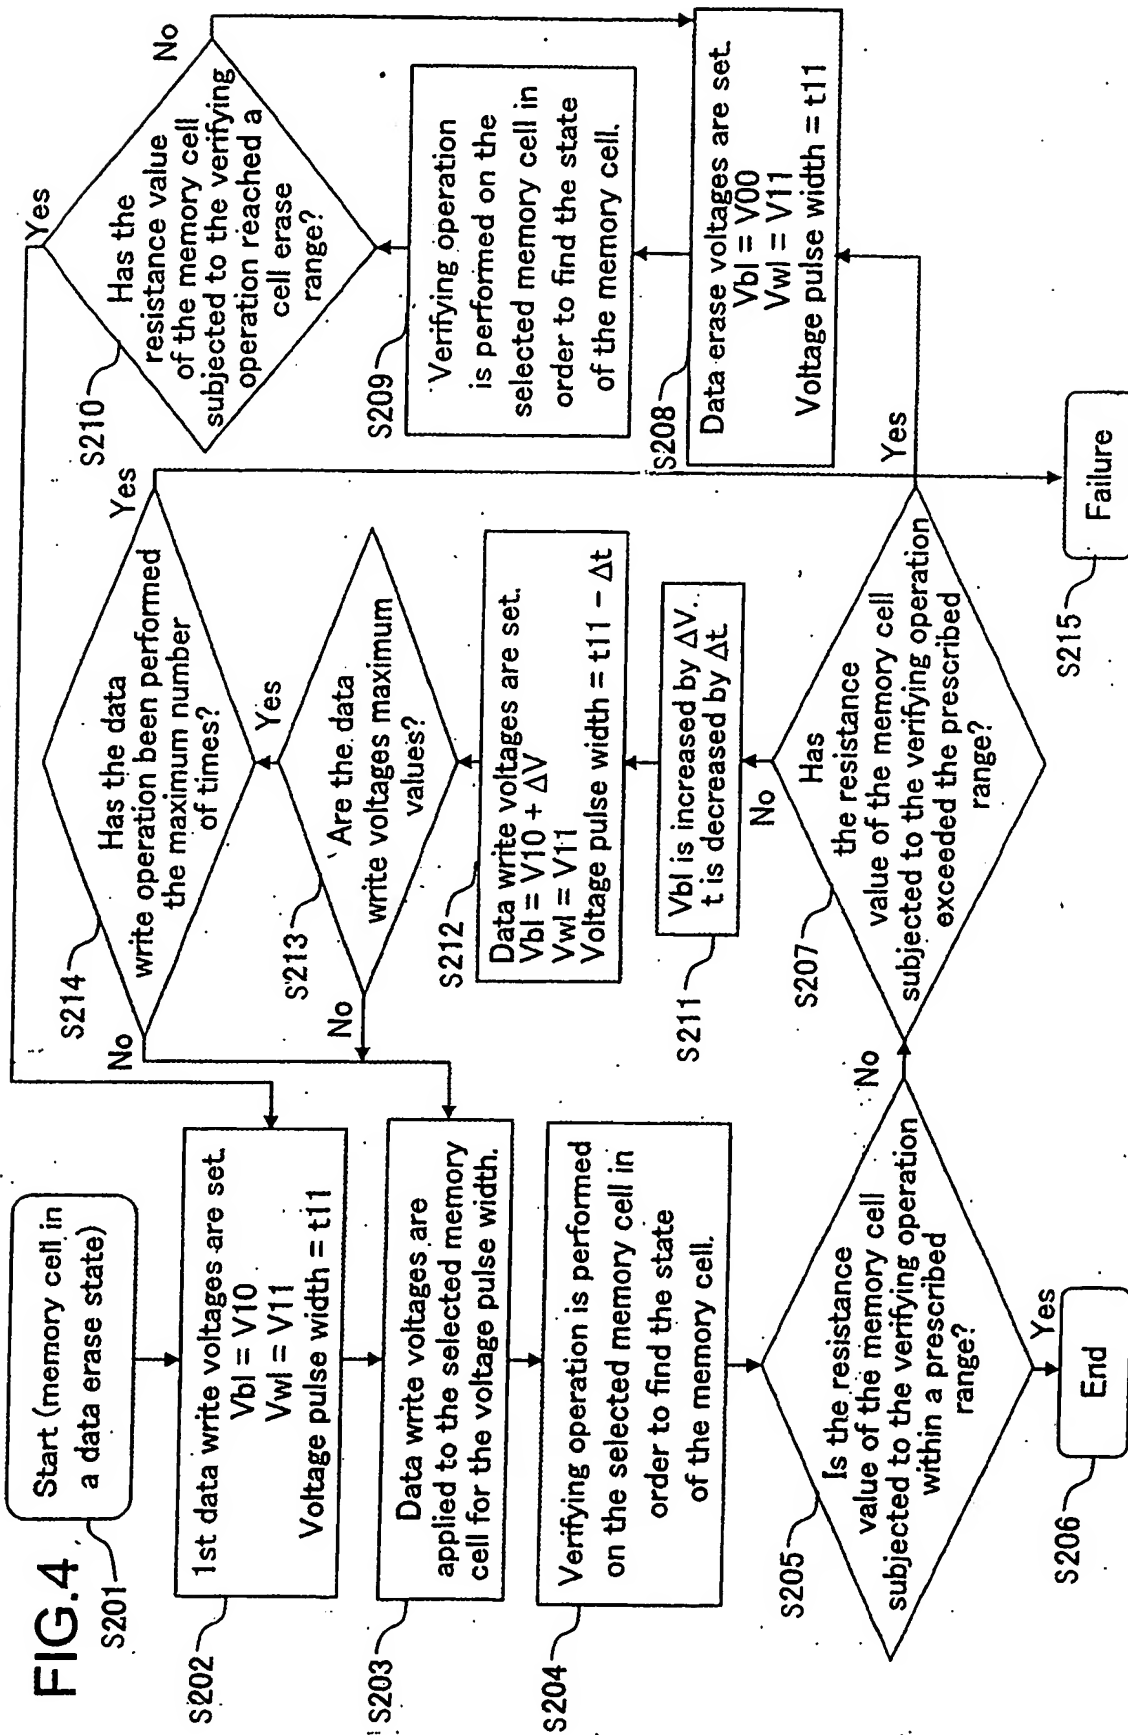 FIG.4
S201
Start (memory cell in
a data erase state)
S202
1st data write voltages are set.
Vbl = V10
Vwl = V11
Voltage pulse width = t11
S203
Data write voltages are
applied to the selected memory
cell for the voltage pulse width.
S204
Verifying operation is performed
on the selected memory cell in
order to find the state
of the memory cell.
S205
Is the resistance
value of the memory cell
subjected to the verifying operation
within a prescribed
range?
Yes
No
S206
End
S207
Has
the resistance
value of the memory cell
subjected to the verifying operation
exceeded the prescribed
range?
No
Yes
S211
Vbl is increased by ΔV.
t is decreased by Δt.
S212
Data write voltages are set.
Vbl = V10 + ΔV
Vwl = V11
Voltage pulse width = t11 − Δt
S213
Are the data
write voltages maximum
values?
Yes
No
S214
Has the data
write operation been performed
the maximum number
of times?
No
Yes
S215
Failure
S208
Data erase voltages are set.
Vbl = V00
Vwl = V11
Voltage pulse width = t11
S209
Verifying operation
is performed on the
selected memory cell in
order to find the state
of the memory cell.
S210
Has the
resistance value
of the memory cell
subjected to the verifying
operation reached a
cell erase
range?
Yes
No